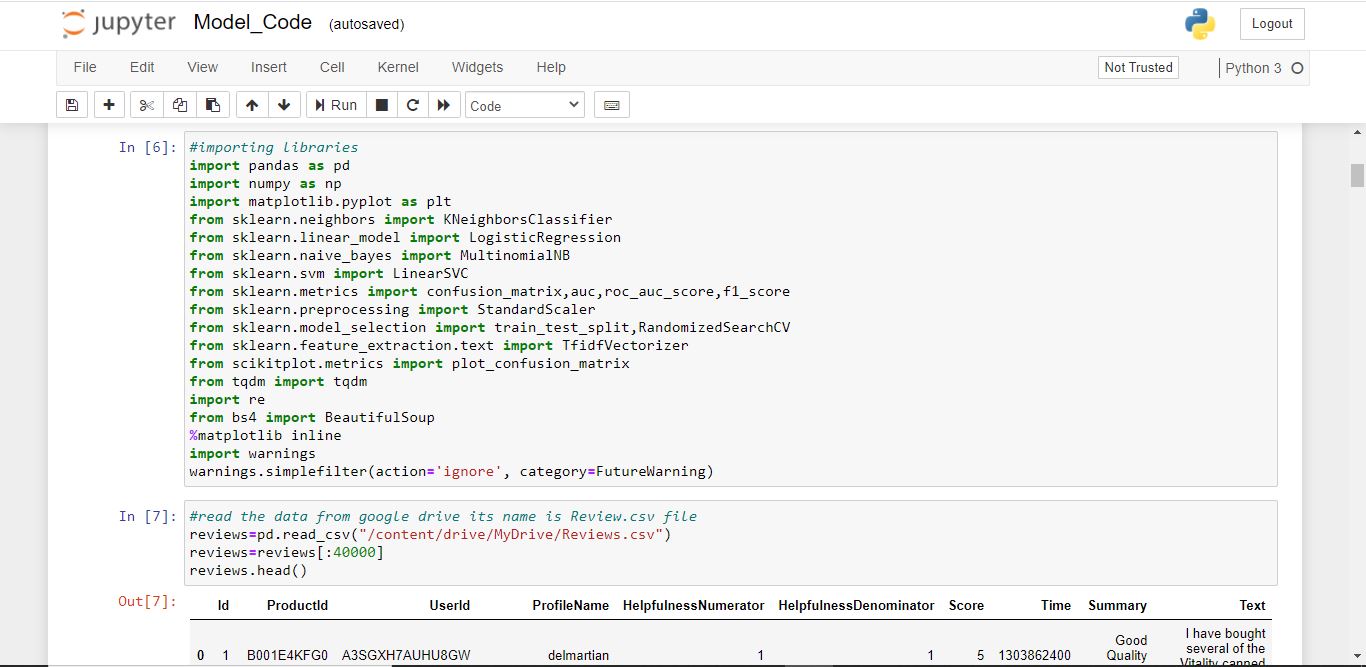 jupyter Model_Code (autosaved) Logout
File Edit View Insert Cell Kernel Widgets Help Not Trusted Python 3
Run Code
In [6]: #importing libraries
import pandas as pd
import numpy as np
import matplotlib.pyplot as plt
from sklearn.neighbors import KNeighborsClassifier
from sklearn.linear_model import LogisticRegression
from sklearn.naive_bayes import MultinomialNB
from sklearn.svm import LinearSVC
from sklearn.metrics import confusion_matrix,auc,roc_auc_score,f1_score
from sklearn.preprocessing import StandardScaler
from sklearn.model_selection import train_test_split,RandomizedSearchCV
from sklearn.feature_extraction.text import TfidfVectorizer
from scikitplot.metrics import plot_confusion_matrix
from tqdm import tqdm
import re
from bs4 import BeautifulSoup
%matplotlib inline
import warnings
warnings.simplefilter(action='ignore', category=FutureWarning)
In [7]: #read the data from google drive its name is Review.csv file
reviews=pd.read_csv("/content/drive/MyDrive/Reviews.csv")
reviews=reviews[:40000]
reviews.head()
Out[7]: Id ProductId UserId ProfileName HelpfulnessNumerator HelpfulnessDenominator Score Time Summary Text
0 1 B001E4KFG0 A3SGXH7AUHU8GW delmartian 1 1 5 1303862400 Good
Quality
I have bought
several of the
Vitality canned